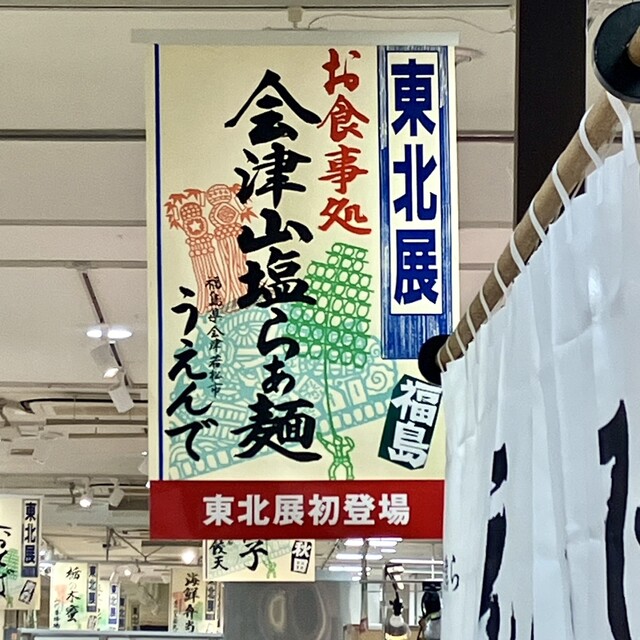 東北展
お食事処
会津山塩らぁ麺
福島県会津若松市
うえんで
福島
東北展初登場
東北展
秋田
海鮮弁当